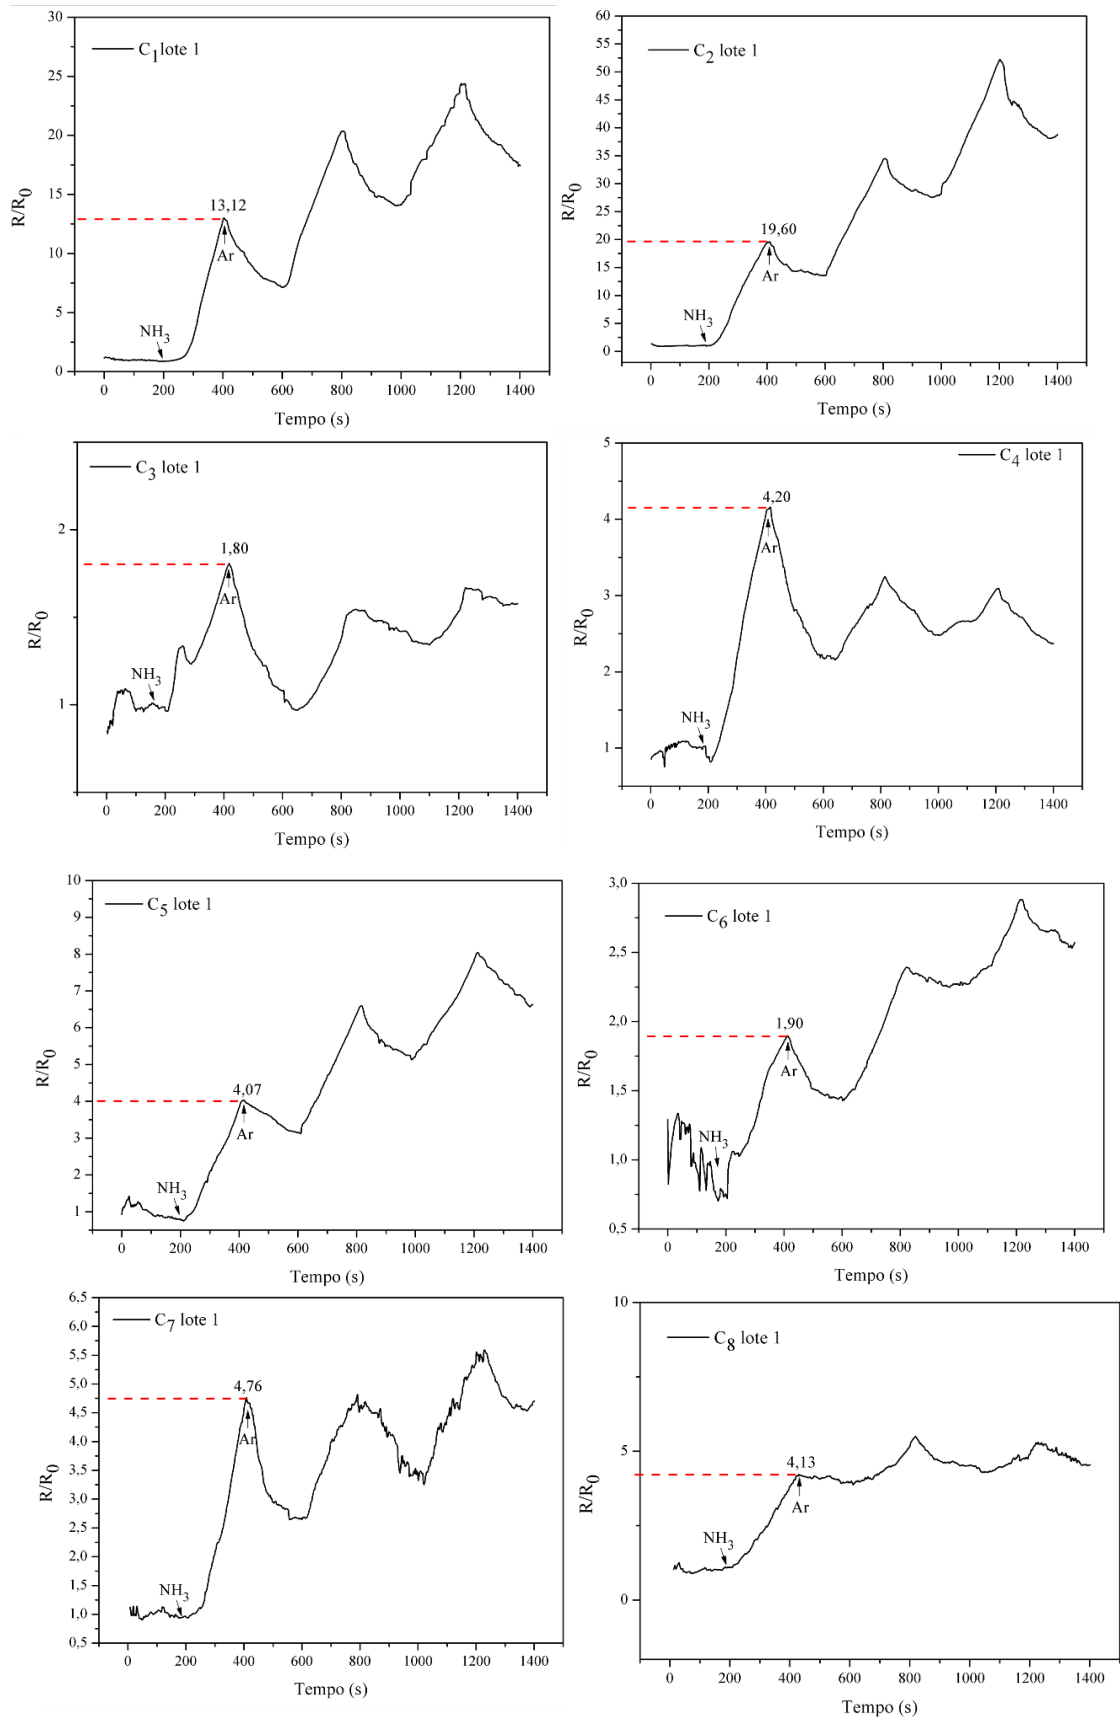 C1lote 1
30
25
20
15
10
5
0
R/R0
13,12
Ar
NH3
0 200 400 600 800 1000 1200 1400
Tempo (s)
C2 lote 1
60
55
50
45
40
35
30
25
20
15
10
5
0
R/R0
19,60
Ar
NH3
0 200 400 600 800 1000 1200 1400
Tempo (s)
C3 lote 1
2
1
R/R0
1,80
Ar
NH3
0 200 400 600 800 1000 1200 1400
Tempo (s)
C4 lote 1
5
4
3
2
1
R/R0
4,20
Ar
NH3
0 200 400 600 800 1000 1200 1400
Tempo (s)
C5 lote 1
10
9
8
7
6
5
4
3
2
1
R/R0
4,07
Ar
NH3
0 200 400 600 800 1000 1200 1400
Tempo (s)
C6 lote 1
3,0
2,5
2,0
1,5
1,0
0,5
R/R0
1,90
Ar
NH3
0 200 400 600 800 1000 1200 1400
Tempo (s)
C7 lote 1
6,5
6,0
5,5
5,0
4,5
4,0
3,5
3,0
2,5
2,0
1,5
1,0
0,5
R/R0
4,76
Ar
NH3
0 200 400 600 800 1000 1200 1400
Tempo (s)
C8 lote 1
10
5
0
R/R0
4,13
Ar
NH3
0 200 400 600 800 1000 1200 1400
Tempo (s)